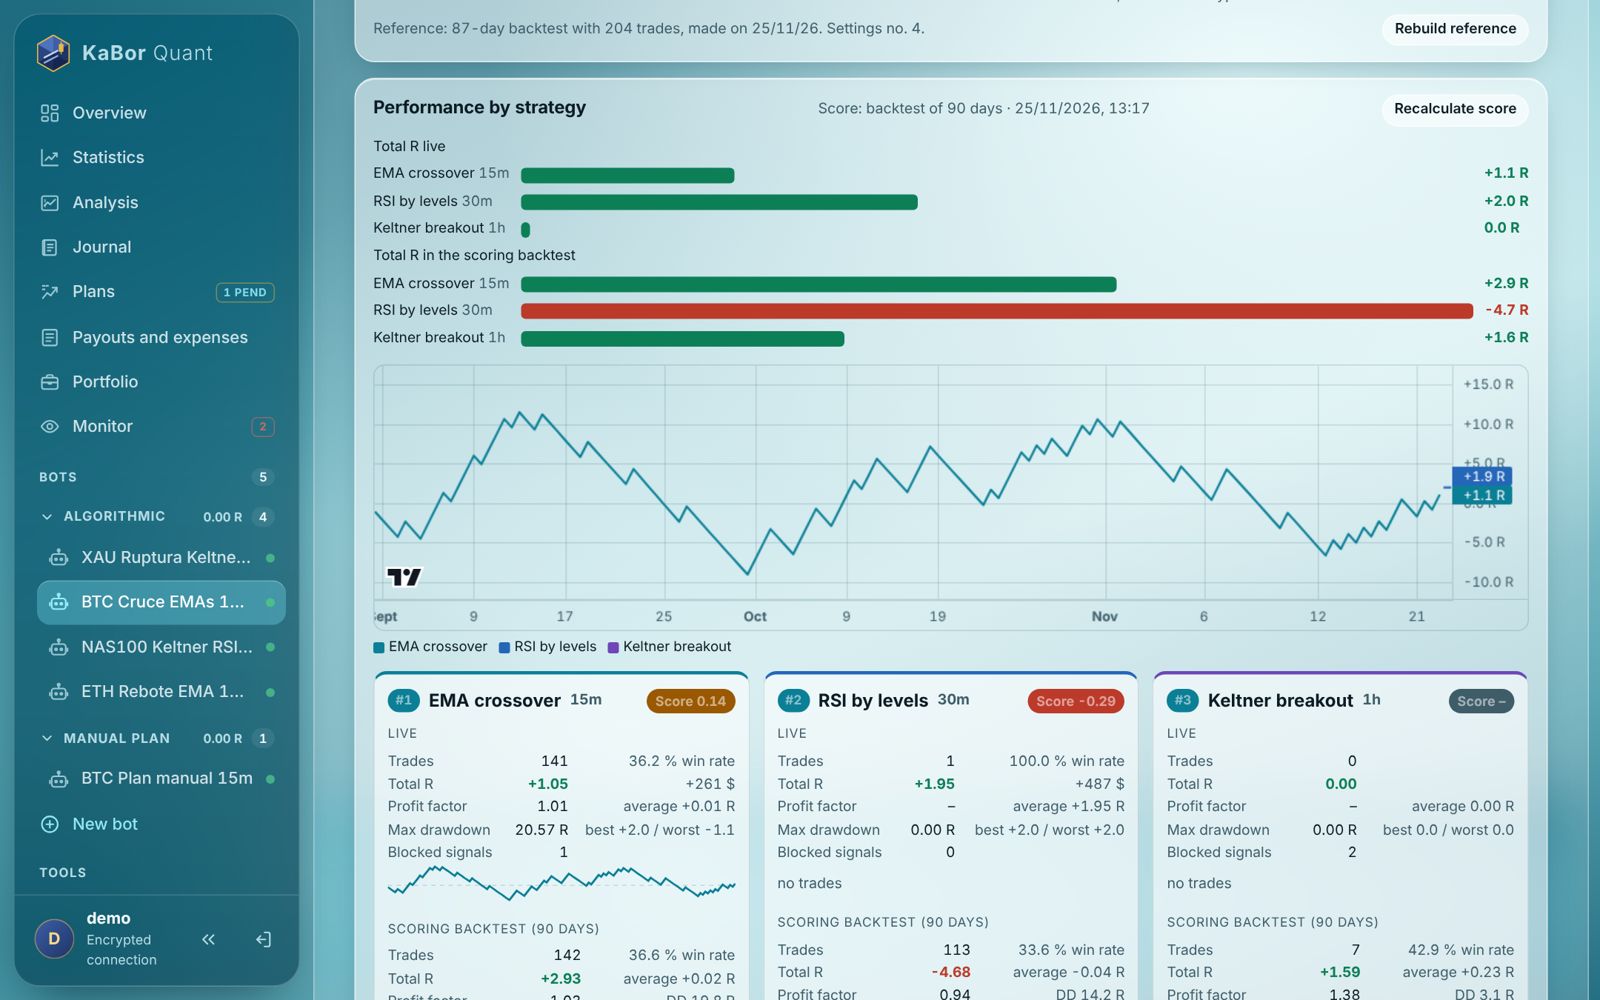 Reference: 87-day backtest with 204 trades, made on 25/11/26. Settings no. 4.
Rebuild reference
KaBor Quant
Overview
Statistics
Analysis
Journal
Plans 1 PEND
Payouts and expenses
Portfolio
Monitor 2
BOTS 5
ALGORITHMIC 0.00 R 4
XAU Ruptura Keltne...
BTC Cruce EMAs 1...
NAS100 Keltner RSI...
ETH Rebote EMA 1...
MANUAL PLAN 0.00 R 1
BTC Plan manual 15m
New bot
TOOLS
D
demo
Encrypted
connection
Performance by strategy
Score: backtest of 90 days · 25/11/2026, 13:17
Recalculate score
Total R live
EMA crossover 15m +1.1 R
RSI by levels 30m +2.0 R
Keltner breakout 1h 0.0 R
Total R in the scoring backtest
EMA crossover 15m +2.9 R
RSI by levels 30m -4.7 R
Keltner breakout 1h +1.6 R
+15.0 R
+10.0 R
+5.0 R
+1.9 R
+1.1 R
0.0 R
-5.0 R
-10.0 R
Sept 9 17 25 Oct 9 19 Nov 6 12 21
EMA crossover RSI by levels Keltner breakout
#1 EMA crossover 15m Score 0.14
LIVE
Trades 141 36.2 % win rate
Total R +1.05 +261 $
Profit factor 1.01 average +0.01 R
Max drawdown 20.57 R best +2.0 / worst -1.1
Blocked signals 1
SCORING BACKTEST (90 DAYS)
Trades 142 36.6 % win rate
Total R +2.93 average +0.02 R
#2 RSI by levels 30m Score -0.29
LIVE
Trades 1 100.0 % win rate
Total R +1.95 +487 $
Profit factor – average +1.95 R
Max drawdown 0.00 R best +2.0 / worst +2.0
Blocked signals 0
no trades
SCORING BACKTEST (90 DAYS)
Trades 113 33.6 % win rate
Total R -4.68 average -0.04 R
Profit factor 0.94 DD 14.2 R
#3 Keltner breakout 1h Score –
LIVE
Trades 0
Total R 0.00
Profit factor – average 0.00 R
Max drawdown 0.00 R best 0.0 / worst 0.0
Blocked signals 2
no trades
SCORING BACKTEST (90 DAYS)
Trades 7 42.9 % win rate
Total R +1.59 average +0.23 R
Profit factor 1.38 DD 3.1 R